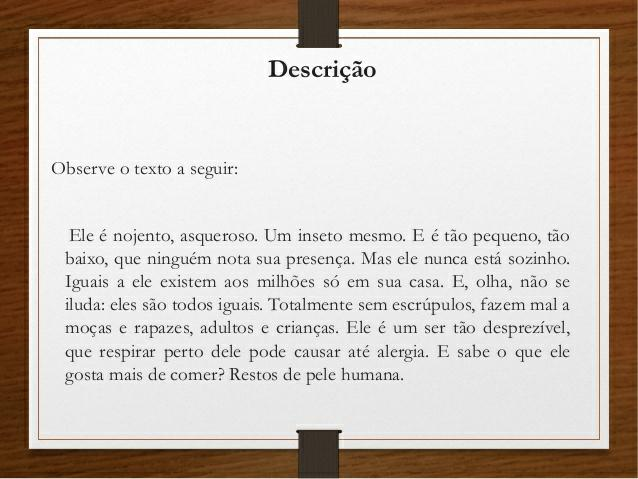 Descrição
Observe o texto a seguir:
Ele é nojento, asqueroso. Um inseto mesmo. E é tão pequeno, tão
baixo, que ninguém nota sua presença. Mas ele nunca está sozinho.
Iguais a ele existem aos milhões só em sua casa. E, olha, não se
iluda: eles são todos iguais. Totalmente sem escrúpulos, fazem mal a
moças e rapazes, adultos e crianças. Ele é um ser tão desprezível,
que respirar perto dele pode causar até alergia. E sabe o que ele
gosta mais de comer? Restos de pele humana.